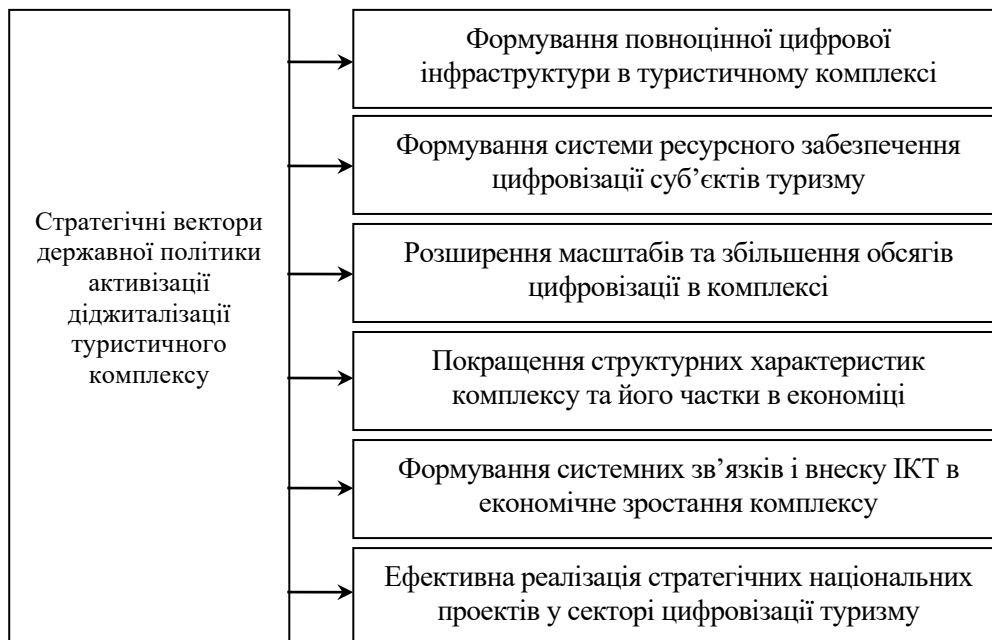 Стратегічні вектори
державної політики
активізації
діджиталізації
туристичного
комплексу
Формування повноцінної цифрової
інфраструктури в туристичному комплексі
Формування системи ресурсного забезпечення
цифровізації суб’єктів туризму
Розширення масштабів та збільшення обсягів
цифровізації в комплексі
Покращення структурних характеристик
комплексу та його частки в економіці
Формування системних зв’язків і внеску ІКТ в
економічне зростання комплексу
Ефективна реалізація стратегічних національних
проектів у секторі цифровізації туризму